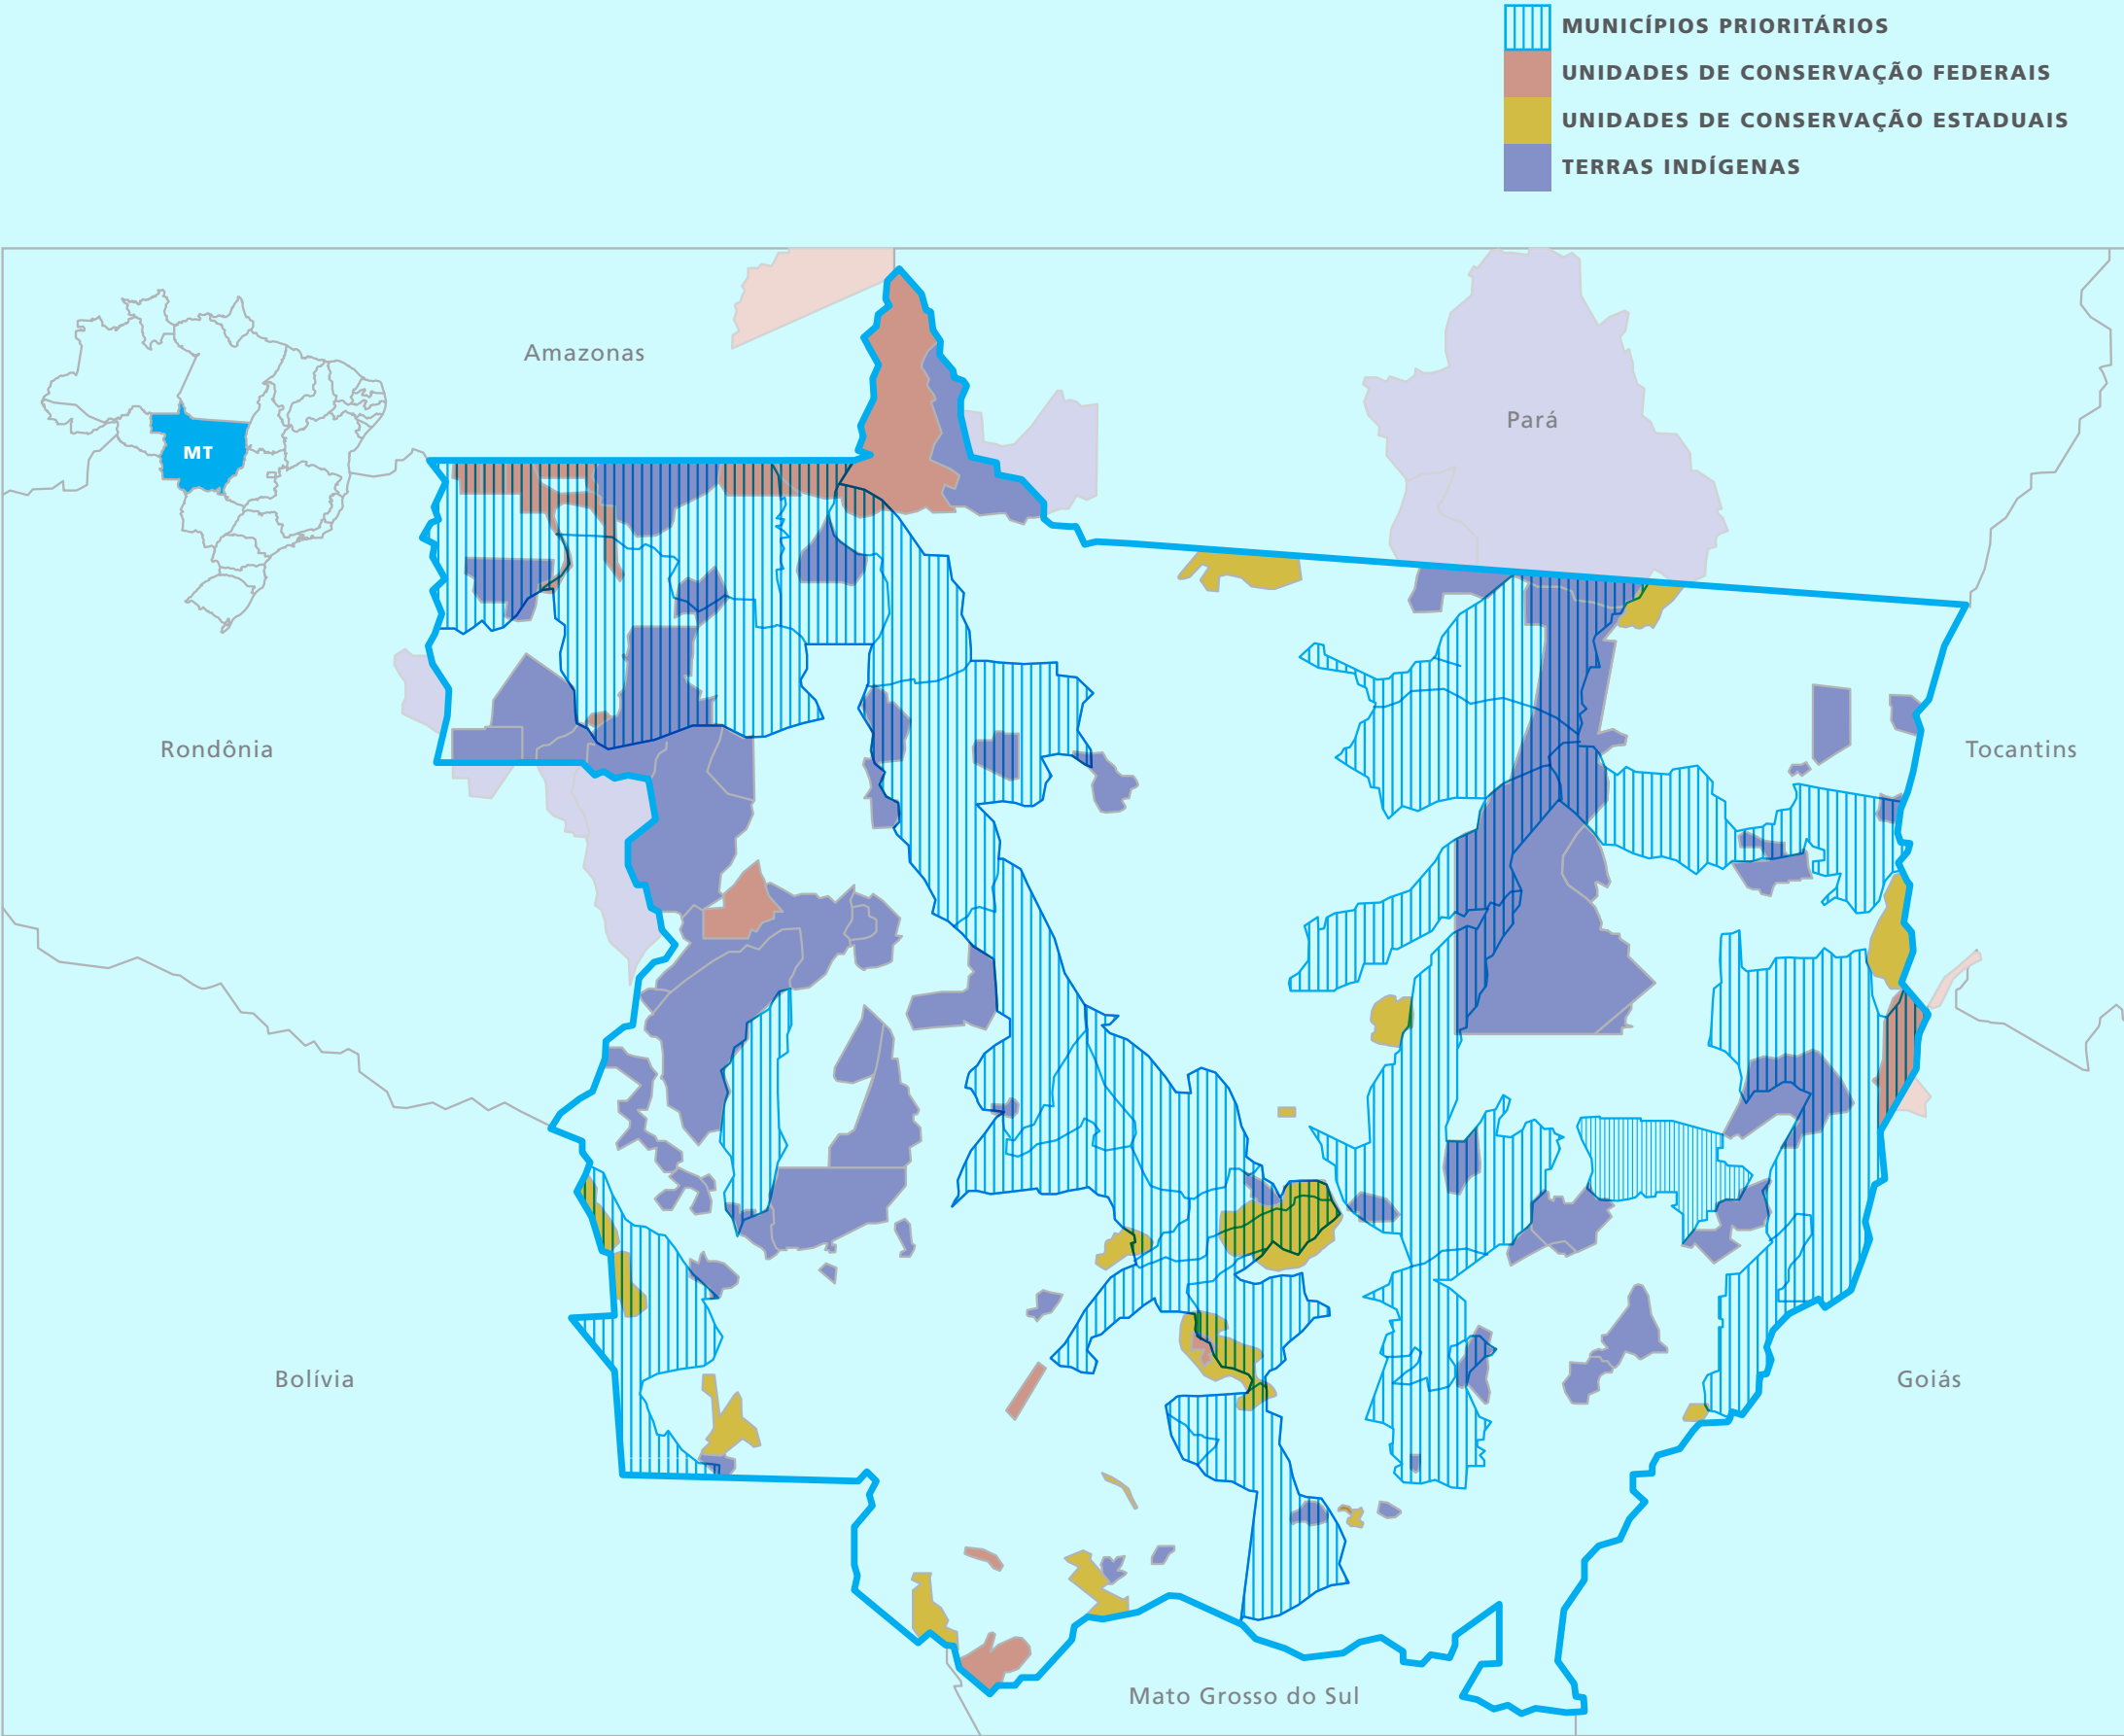 MUNICÍPIOS PRIORITÁRIOS
UNIDADES DE CONSERVAÇÃO FEDERAIS
UNIDADES DE CONSERVAÇÃO ESTADUAIS
TERRAS INDÍGENAS
Amazonas
Pará
MT
Rondônia
Tocantins
Bolívia
Goiás
Mato Grosso do Sul